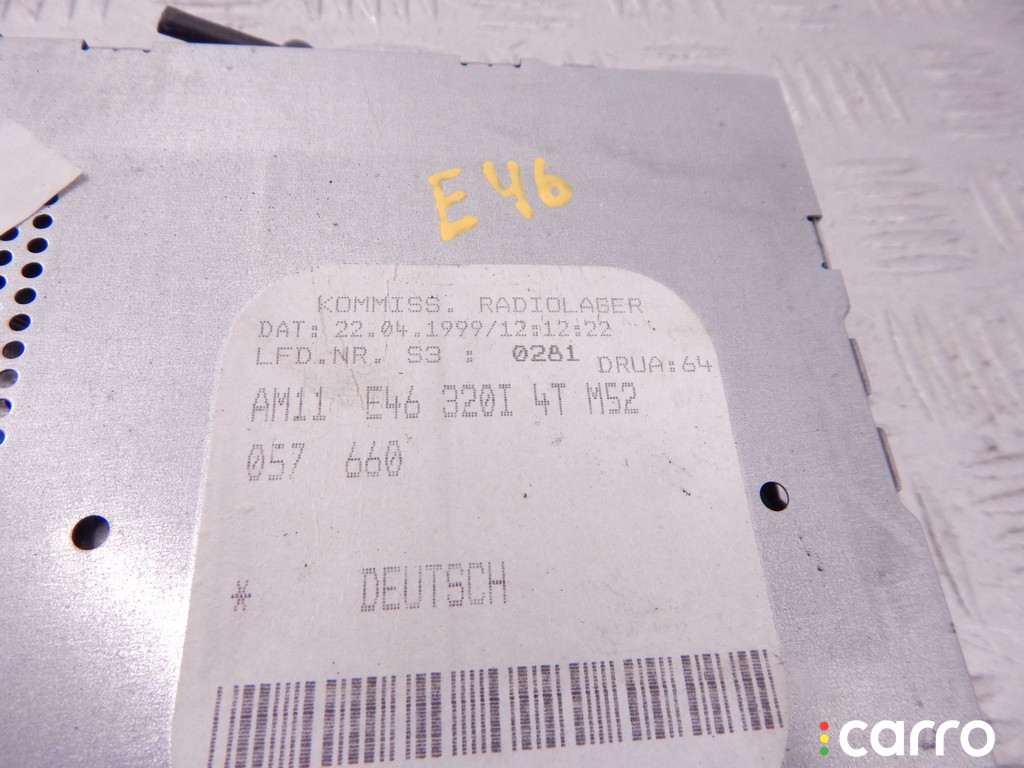 E46
KOMMISS. RADIOLAGER
DAT: 22.04.1999/12:12:22
LFD.NR. S3 : 0281 DRUA:64
AM11 E46 320I 4T M52
057 660
* DEUTSCH
carro